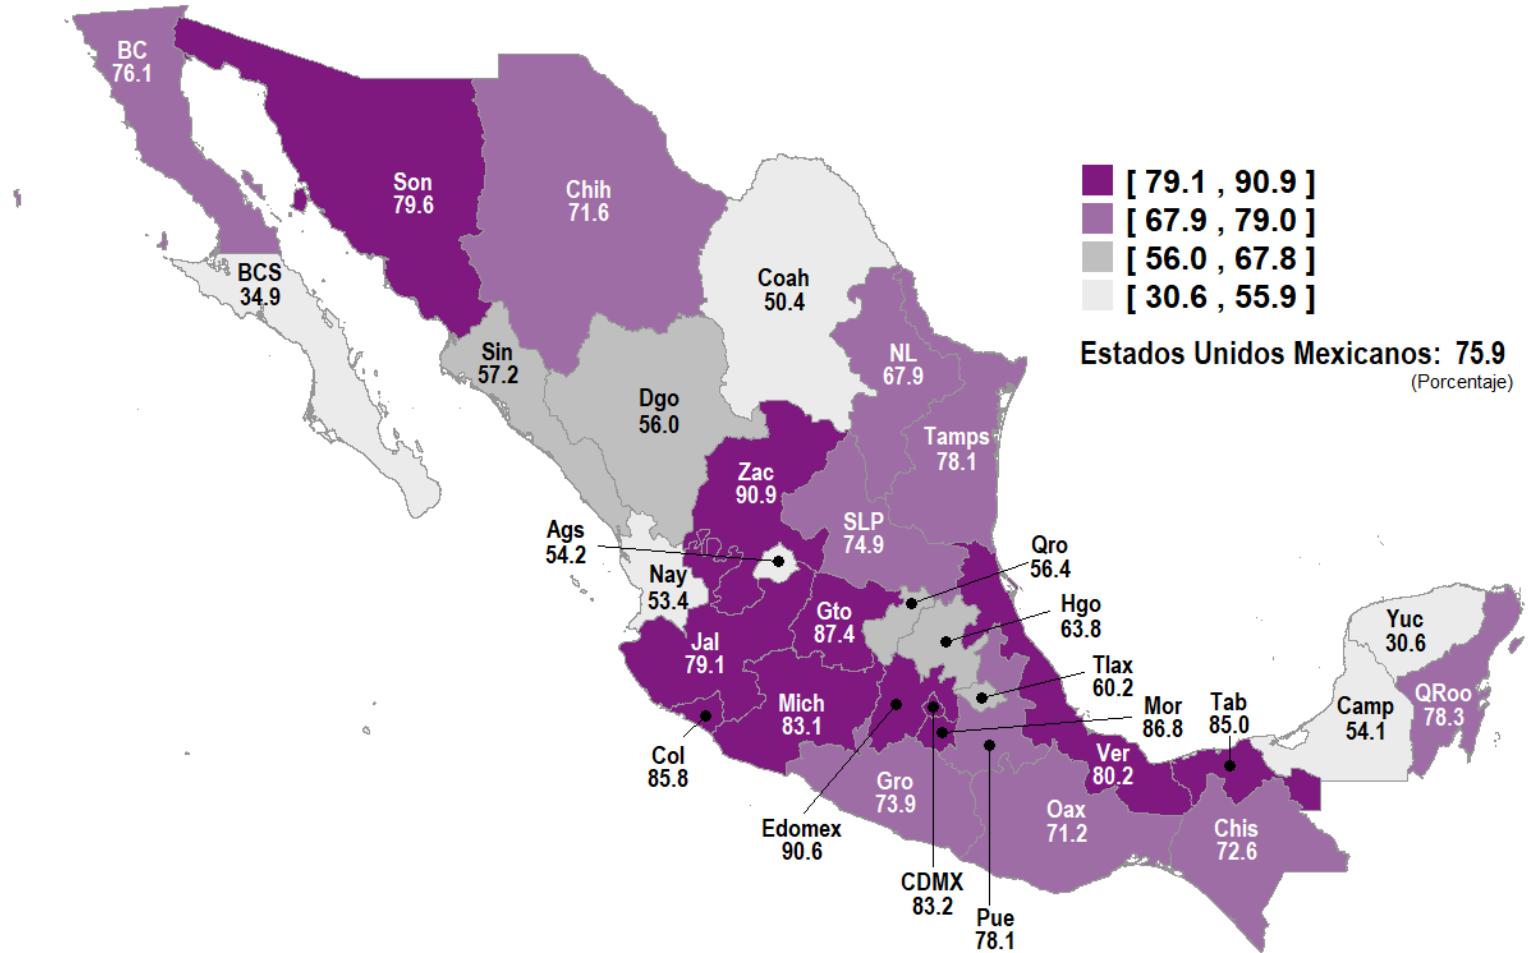 BC
76.1
Son
79.6
Chih
71.6
[ 79.1 , 90.9 ]
[ 67.9 , 79.0 ]
[ 56.0 , 67.8 ]
[ 30.6 , 55.9 ]
Estados Unidos Mexicanos: 75.9
(Porcentaje)
BCS
34.9
Coah
50.4
Sin
57.2
NL
67.9
Dgo
56.0
Tamps
78.1
Zac
90.9
SLP
74.9
Ags
54.2
Qro
56.4
Nay
53.4
Gto
87.4
Hgo
63.8
Yuc
30.6
Jal
79.1
Tlax
60.2
Mich
83.1
Mor
86.8
Tab
85.0
Camp
54.1
QRoo
78.3
Col
85.8
Ver
80.2
Gro
73.9
Oax
71.2
Chis
72.6
Edomex
90.6
CDMX
83.2
Pue
78.1